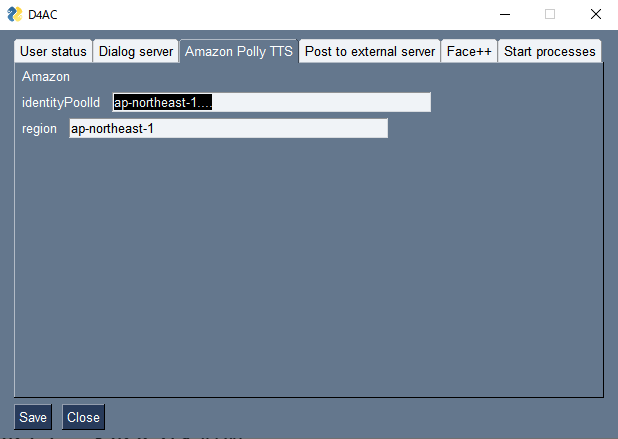 D4AC
User status Dialog server Amazon Polly TTS Post to external server Face++ Start processes
Amazon
identityPoolId ap-northeast-1....
region ap-northeast-1
Save Close